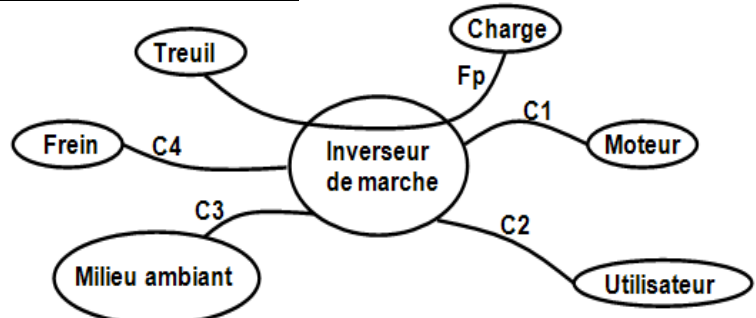 Charge
Treuil
Fp
C1
Frein
C4
Inverseur
de marche
Moteur
C3
C2
Milieu ambiant
Utilisateur